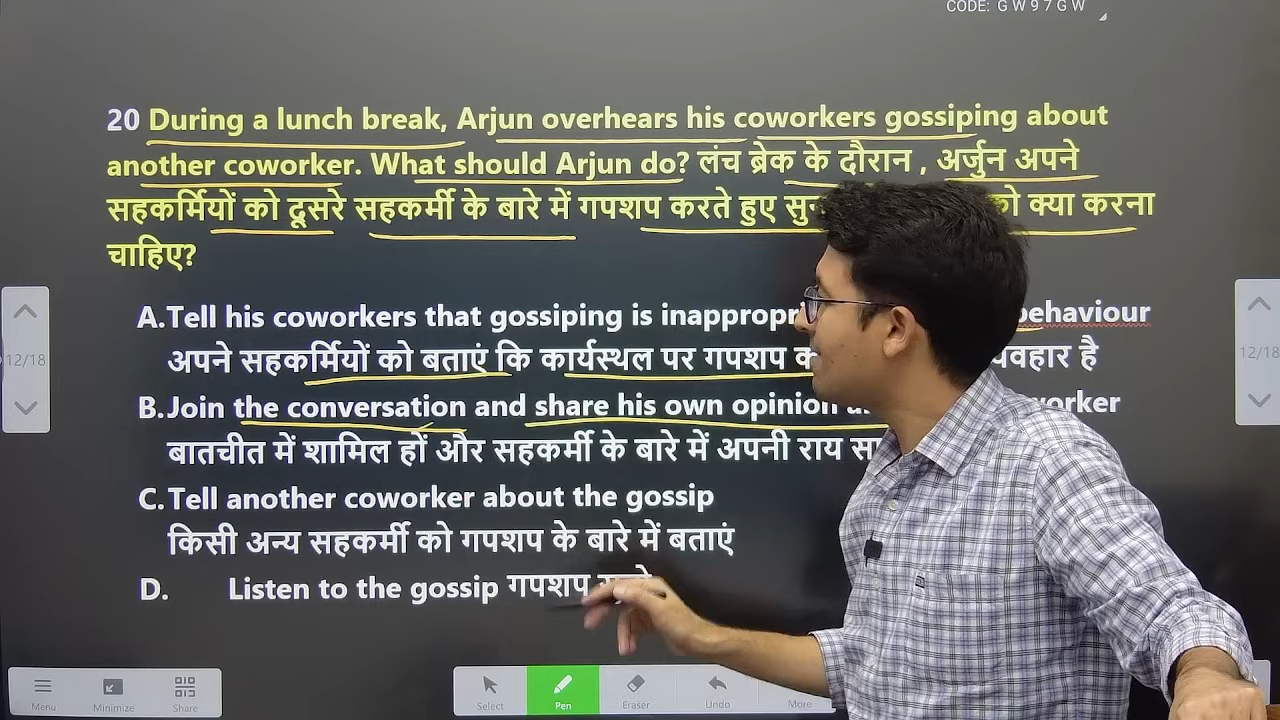 CODE: G W 9 7 G W
20 During a lunch break, Arjun overhears his coworkers gossiping about
another coworker. What should Arjun do? लंच ब्रेक के दौरान , अर्जुन अपने
सहकर्मियों को दूसरे सहकर्मी के बारे में गपशप करते हुए को क्या करना
चाहिए?
A. Tell his coworkers that gossiping is behaviour
अपने सहकर्मियों को बताएं कि कार्यस्थल पर गपशप है
B. Join the conversation and share his own opinion
बातचीत में शामिल हों और सहकर्मी के बारे में अपनी राय
C. Tell another coworker about the gossip
किसी अन्य सहकर्मी को गपशप के बारे में बताएं
D. Listen to the gossip गपशप
12/18
12/18
Menu Minimize Share Select Pen Eraser Undo More